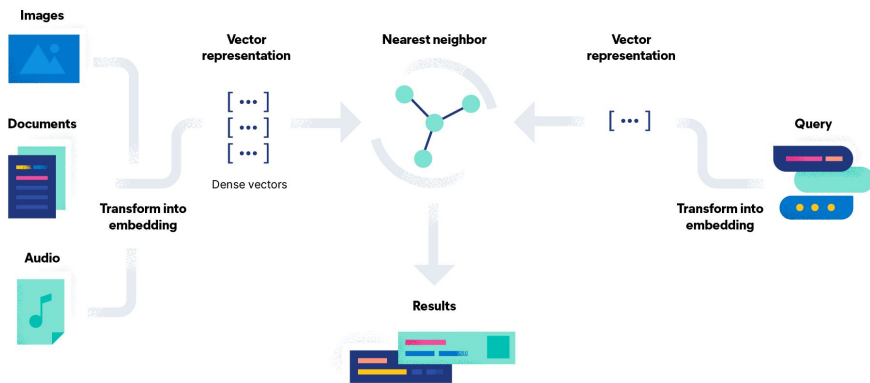 Images
Documents
Audio
Transform into
embedding
Vector
representation
[ ••• ]
[ ••• ]
[ ••• ]
Dense vectors
Nearest neighbor
Results
Vector
representation
[ ••• ]
Transform into
embedding
Query